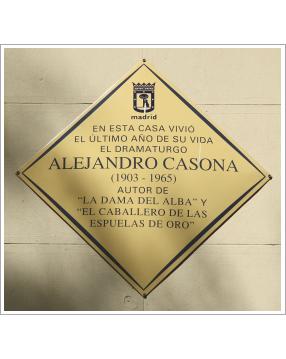 madrid
EN ESTA CASA VIVIÓ
EL ÚLTIMO AÑO DE SU VIDA
EL DRAMATURGO
ALEJANDRO CASONA
(1903 - 1965)
AUTOR DE
“LA DAMA DEL ALBA” Y
“EL CABALLERO DE LAS
ESPUELAS DE ORO”